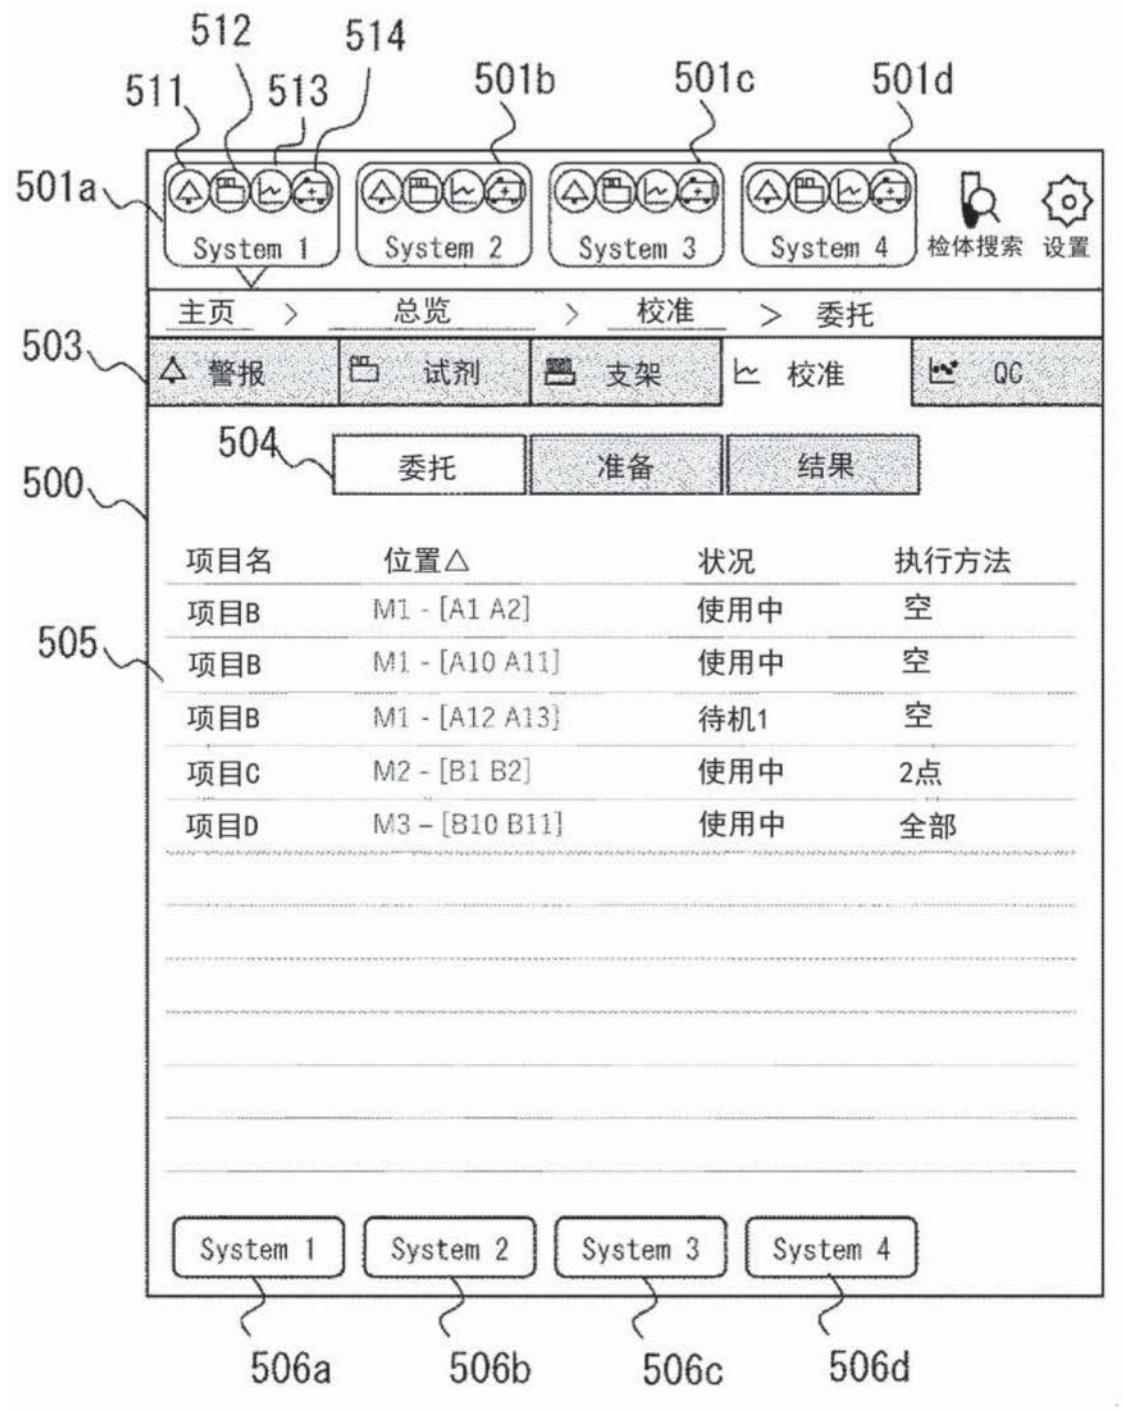 512 514
511 513 501b 501c 501d
501a
System 1 System 2 System 3 System 4 检体搜索 设置
主页 > 总览 > 校准 > 委托
503
警报 试剂 支架 校准 QC
504
委托 准备 结果
500
项目名 位置△ 状况 执行方法
项目B M1 - [A1 A2] 使用中 空
505
项目B M1 - [A10 A11] 使用中 空
项目B M1 - [A12 A13] 待机1 空
项目C M2 - [B1 B2] 使用中 2点
项目D M3 – [B10 B11] 使用中 全部
System 1 System 2 System 3 System 4
506a 506b 506c 506d